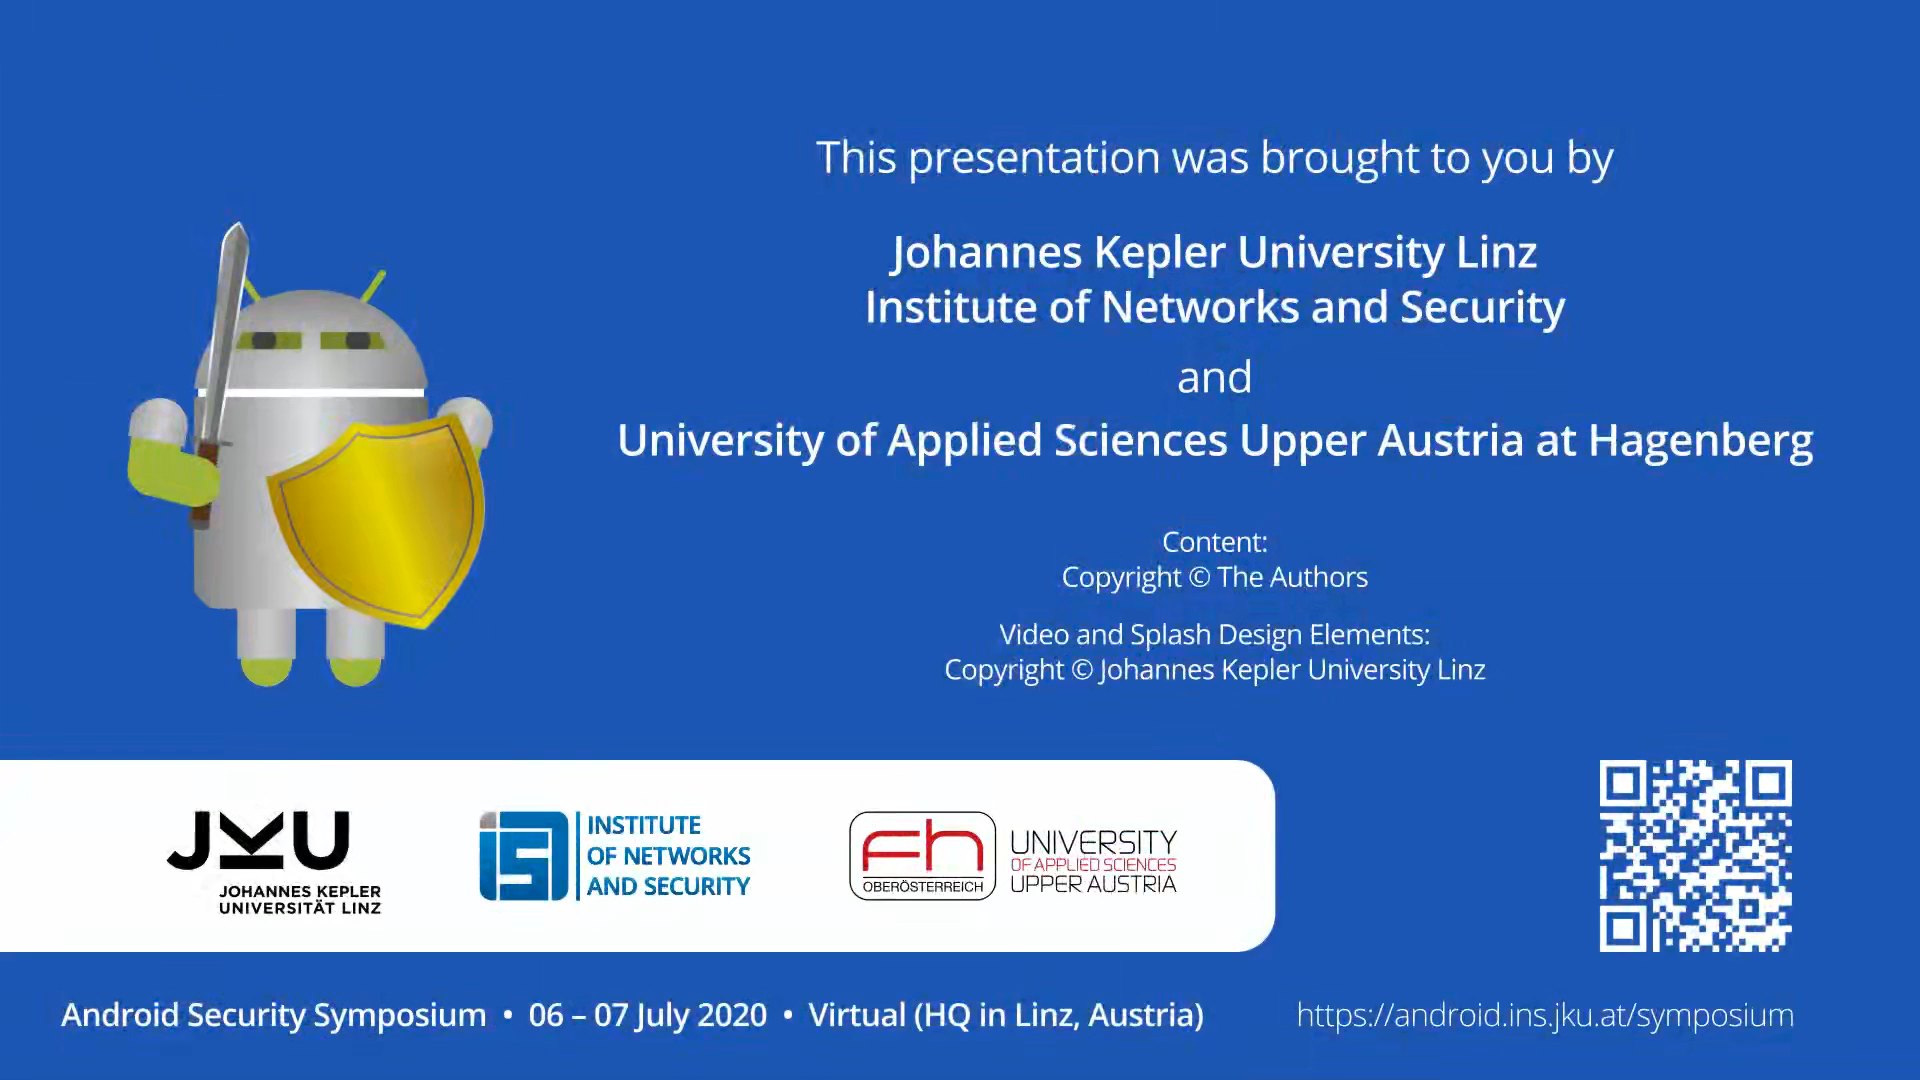 This presentation was brought to you by
Johannes Kepler University Linz
Institute of Networks and Security
and
University of Applied Sciences Upper Austria at Hagenberg
Content:
Copyright © The Authors
Video and Splash Design Elements:
Copyright © Johannes Kepler University Linz
JKU
JOHANNES KEPLER
UNIVERSITÄT LINZ
INSTITUTE
OF NETWORKS
AND SECURITY
fh
OBERÖSTERREICH
UNIVERSITY
OF APPLIED SCIENCES
UPPER AUSTRIA
Android Security Symposium • 06 – 07 July 2020 • Virtual (HQ in Linz, Austria)
https://android.ins.jku.at/symposium